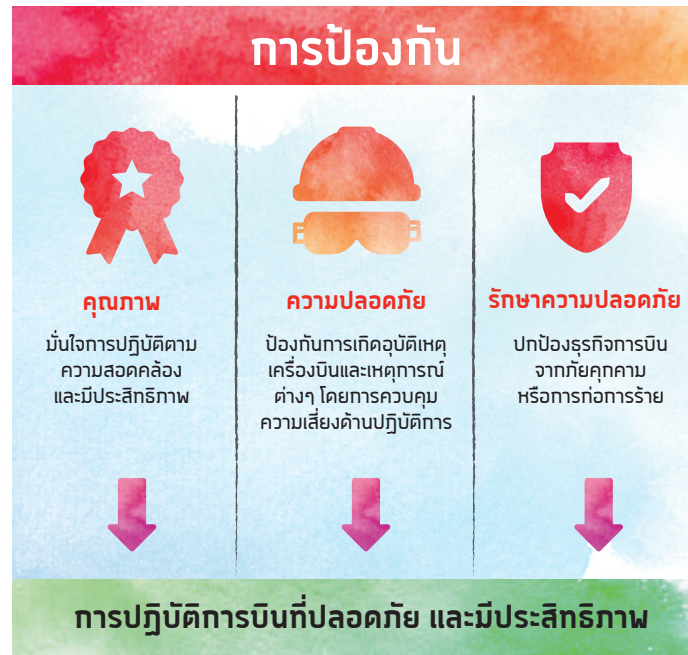 การป้องกัน
คุณภาพ
มั่นใจการปฏิบัติตาม
ความสอดคล้อง
และมีประสิทธิภาพ
ความปลอดภัย
ป้องกันการเกิดอุบัติเหตุ
เครื่องบินและเหตุการณ์
ต่างๆ โดยการควบคุม
ความเสี่ยงด้านปฏิบัติการ
รักษาความปลอดภัย
ปกป้องธุรกิจการบิน
จากภัยคุกคาม
หรือการก่อการร้าย
การปฏิบัติการบินที่ปลอดภัย และมีประสิทธิภาพ